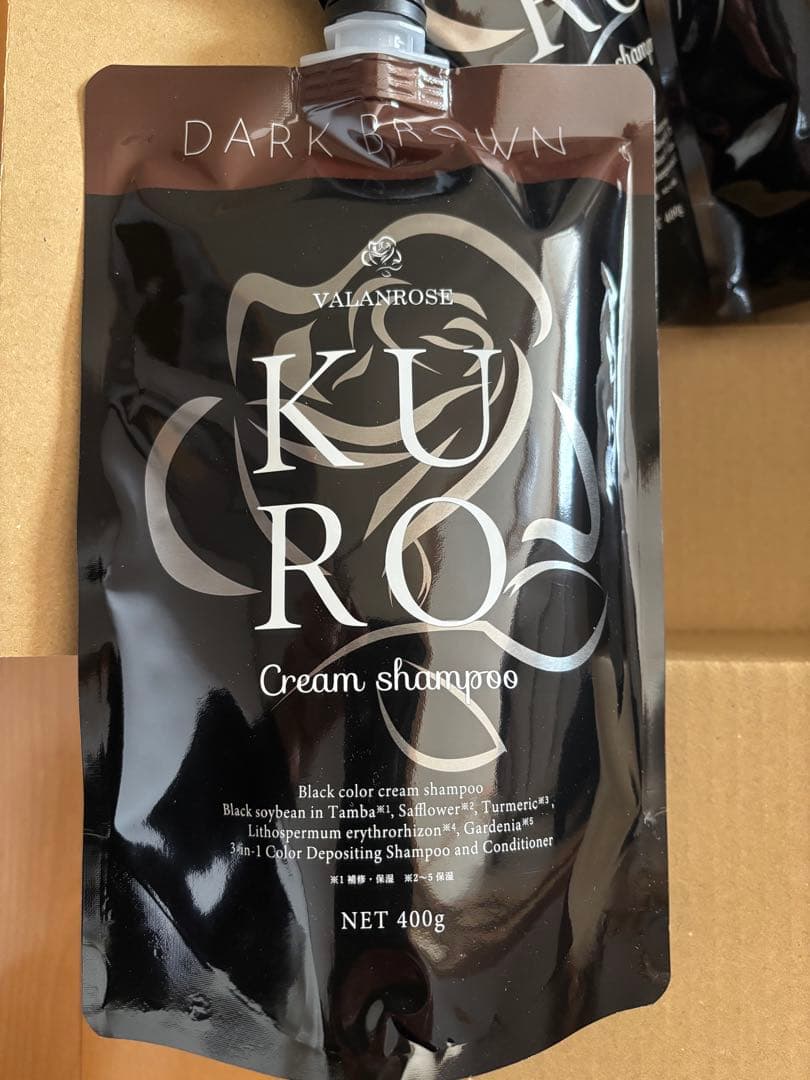 DARK BROWN
VALANROSE
KU
RO
Cream shampoo
Black color cream shampoo
Black soybean in Tamba※1, Safflower※2, Turmeric※3,
Lithospermum erythrorhizon※4, Gardenia※5
3-in-1 Color Depositing Shampoo and Conditioner
※1 補修・保湿 ※2～5 保湿
NET 400g